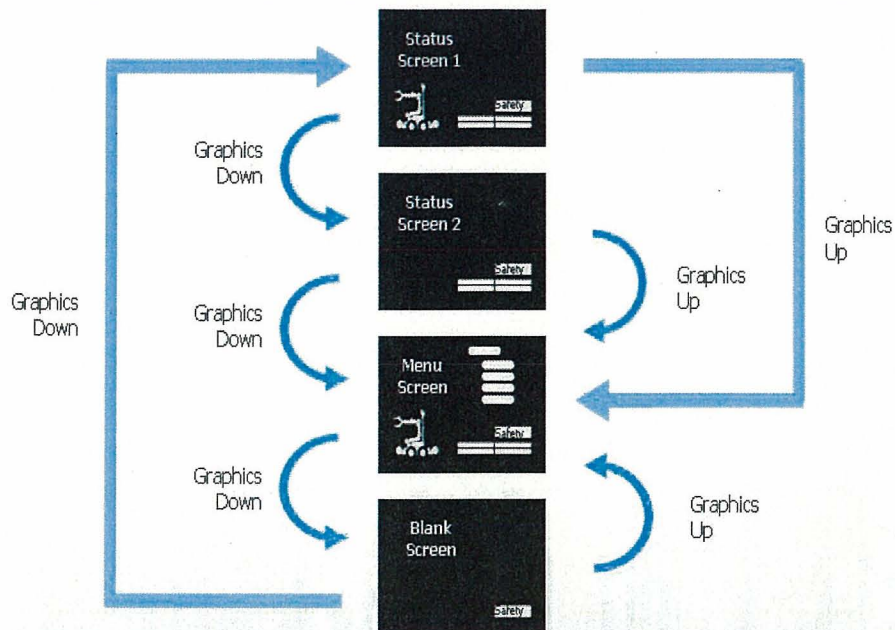 Status
Screen 1
Safety
Graphics
Down
Status
Screen 2
Safety
Graphics
Up
Graphics
Up
Graphics
Down
Graphics
Down
Menu
Screen
Safety
Graphics
Down
Graphics
Up
Blank
Screen
Safety